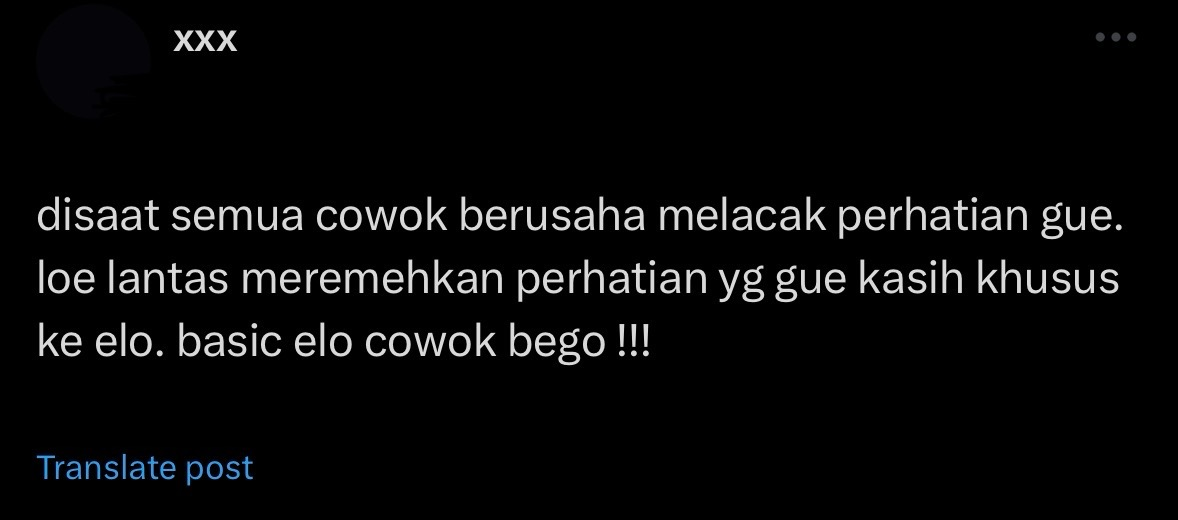 xxx
disaat semua cowok berusaha melacak perhatian gue.
loe lantas meremehkan perhatian yg gue kasih khusus
ke elo. basic elo cowok bego !!!
Translate post